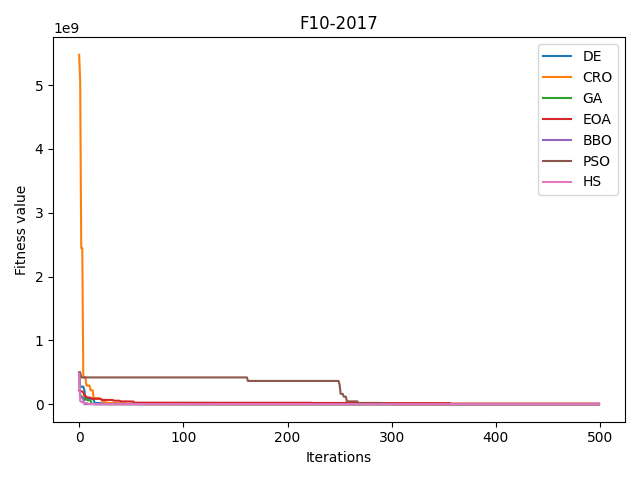 F10-2017
1e9
Fitness value
5
4
3
2
1
0
0 100 200 300 400 500
Iterations
DE
CRO
GA
EOA
BBO
PSO
HS